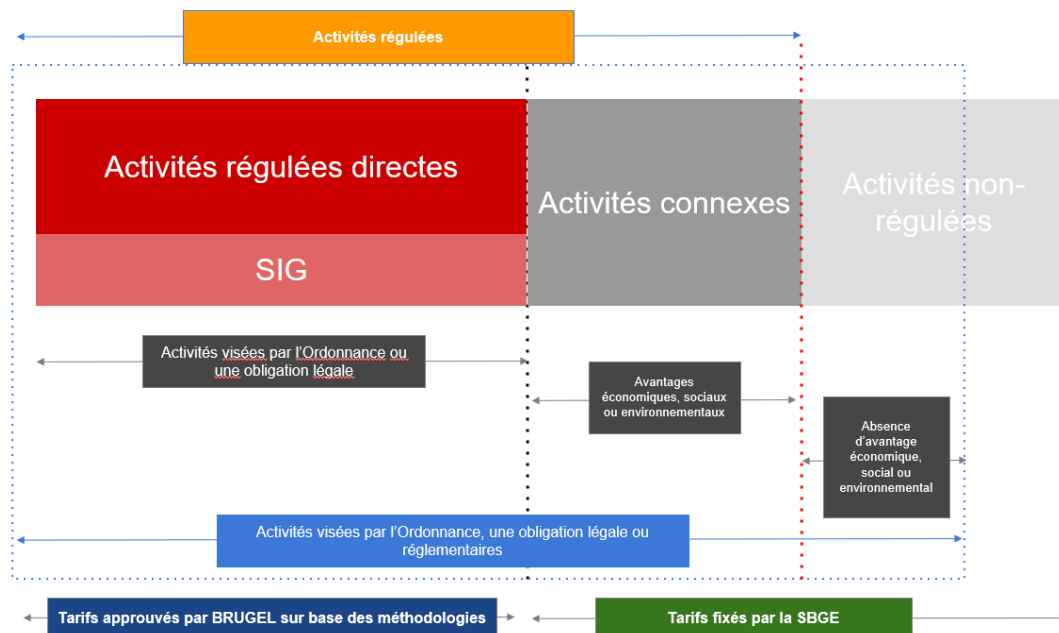 Activités régulées
Activités régulées directes
SIG
Activités connexes
Activités non-
régulées
Activités visées par l'Ordonnance ou
une obligation légale
Avantages
économiques, sociaux
ou environnementaux
Absence
d'avantage
économique,
social ou
environnemental
Activités visées par l'Ordonnance, une obligation légale ou
réglementaires
Tarifs approuvés par BRUGEL sur base des méthodologies
Tarifs fixés par la SBGE